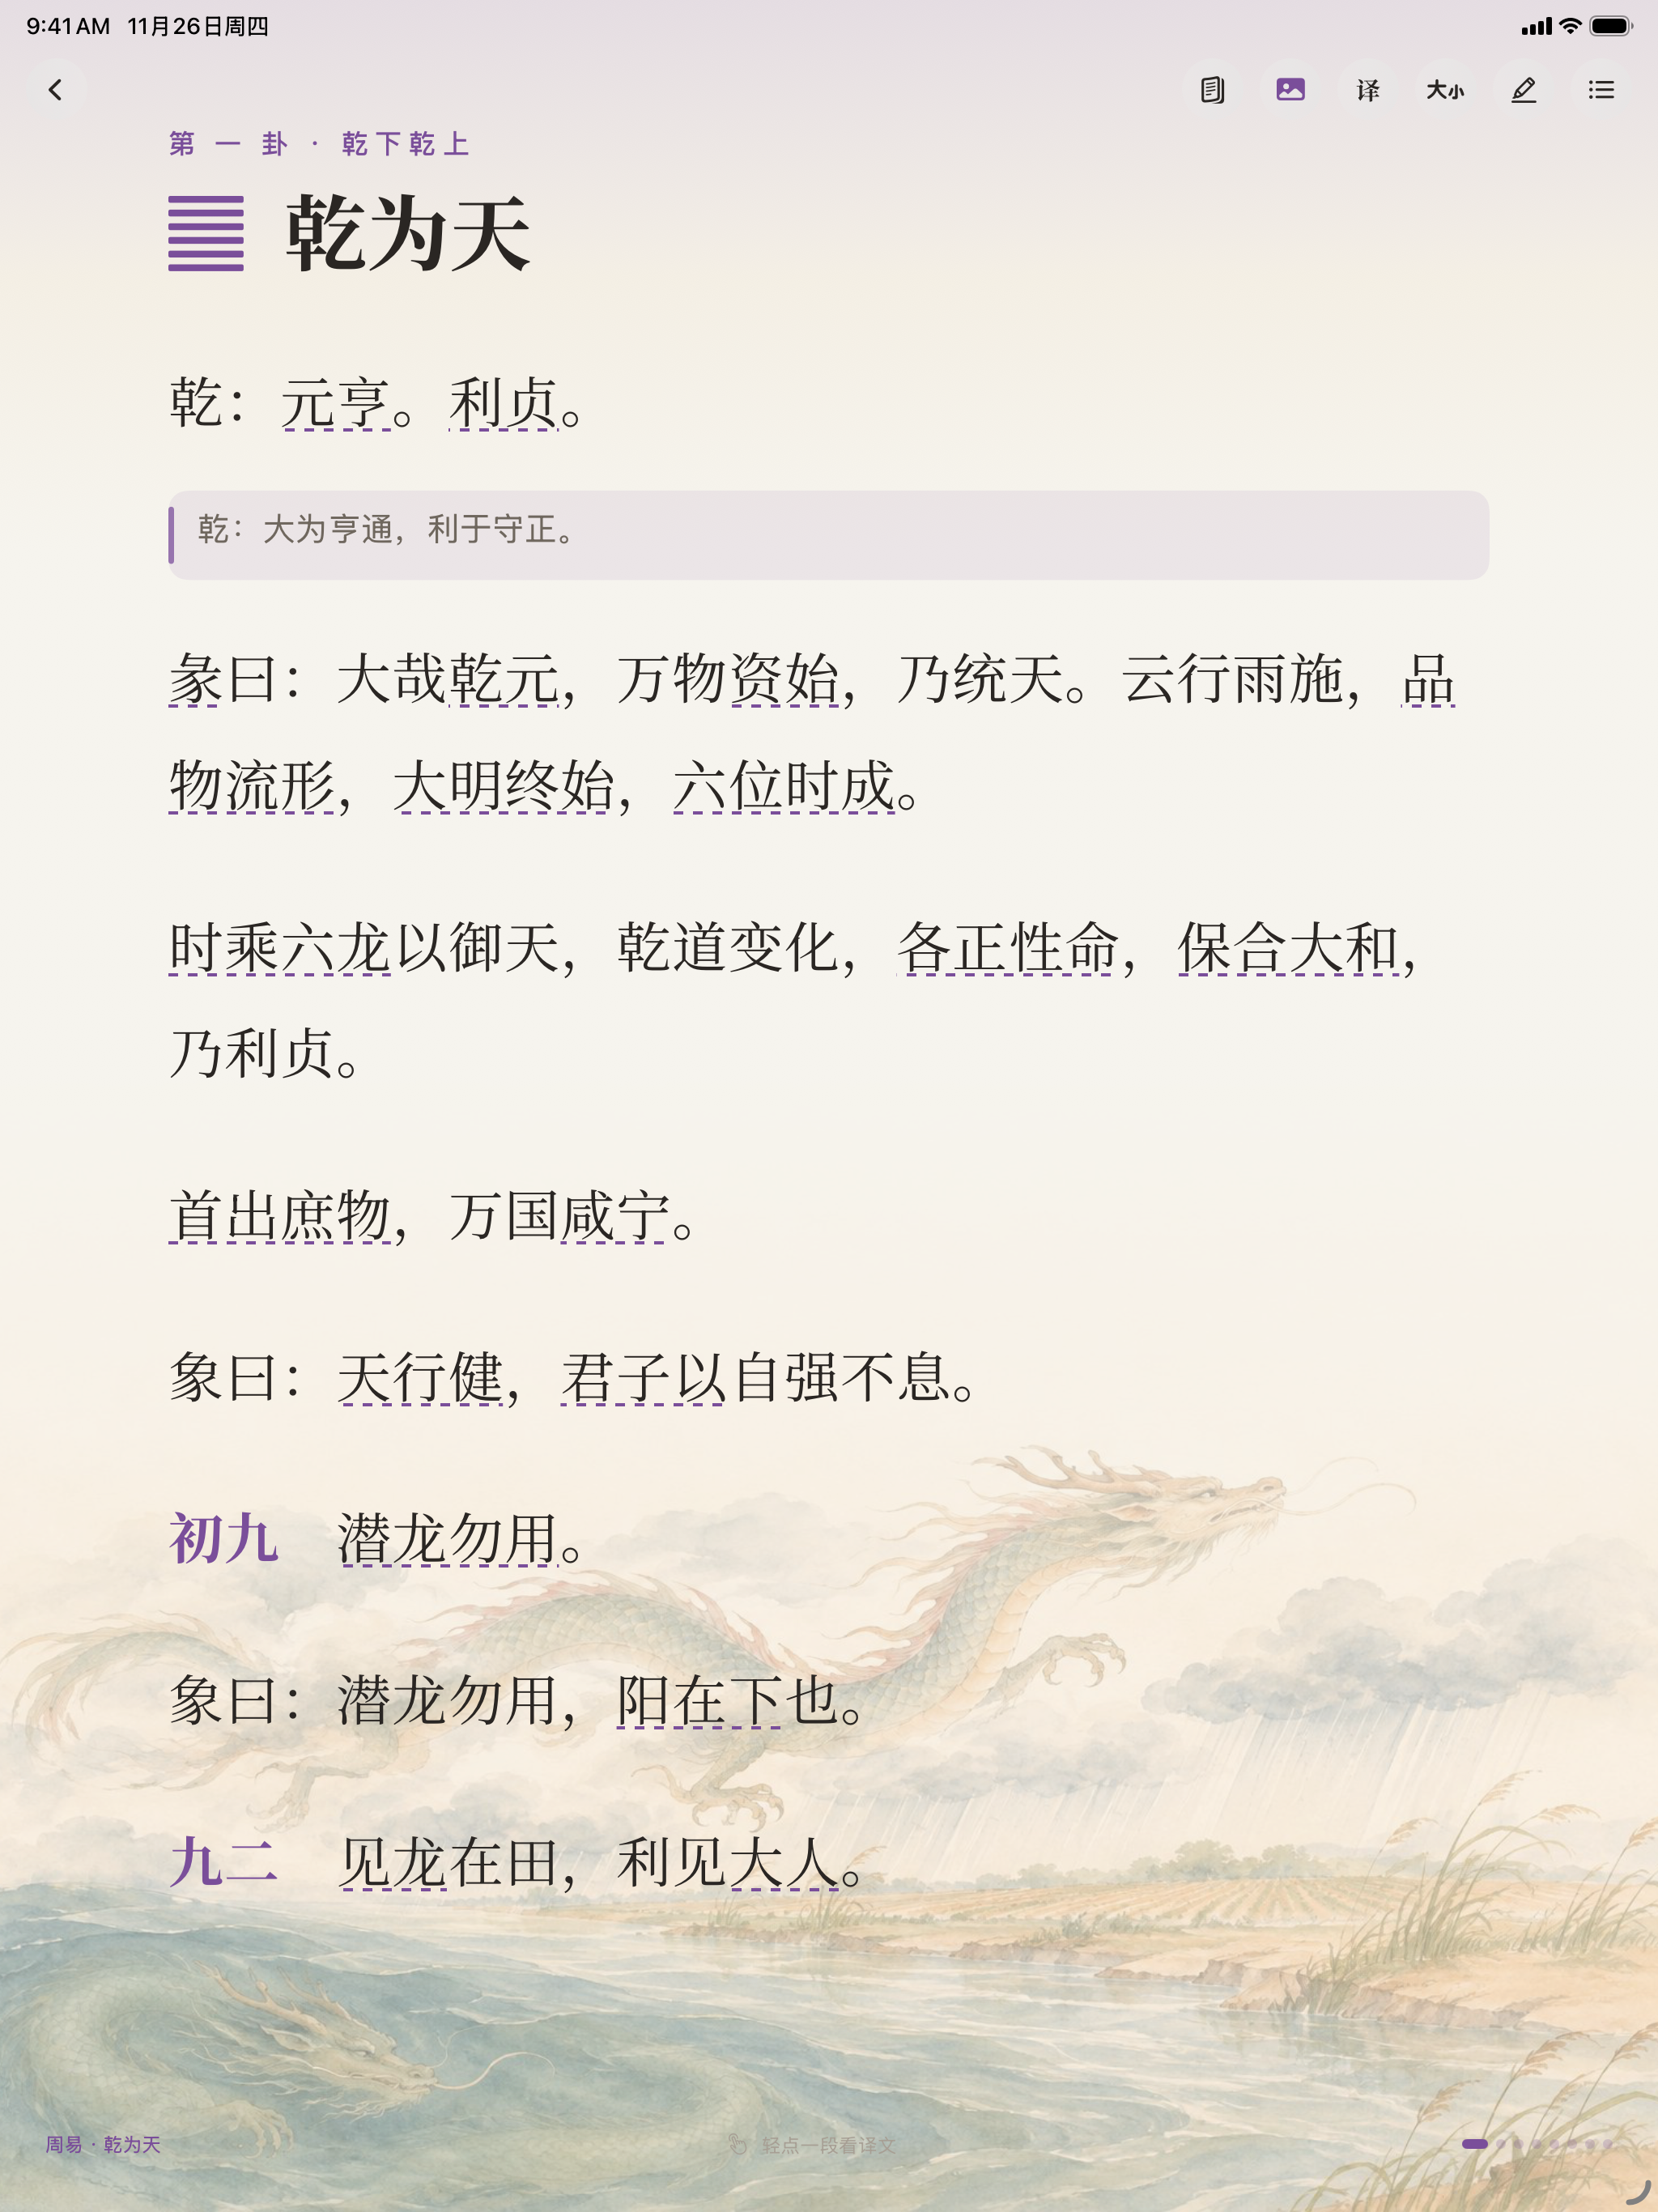 9:41 AM 11月26日周四
译 大小
第一卦·乾下乾上
乾为天
乾：元亨。利贞。
乾：大为亨通，利于守正。
彖曰：大哉乾元，万物资始，乃统天。云行雨施，品
物流形，大明终始，六位时成。
时乘六龙以御天，乾道变化，各正性命，保合大和，
乃利贞。
首出庶物，万国咸宁。
象曰：天行健，君子以自强不息。
初九 潜龙勿用。
象曰：潜龙勿用，阳在下也。
九二 见龙在田，利见大人。
周易·乾为天 轻点一段看译文